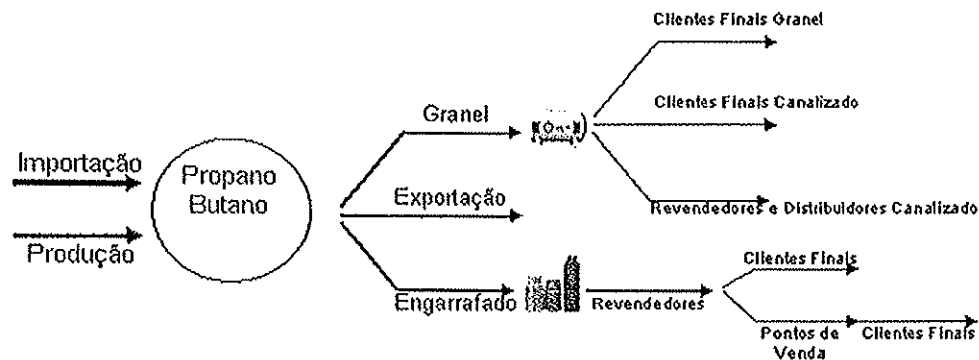 Clientes Finais Granel
Granel
Clientes Finais Canalizado
Importação
Propano
Butano
Exportação
Revendedores e Distribuidores Canalizado
Produção
Clientes Finais
Engarrafado
Revendedores
Pontos de
Venda
Clientes Finais